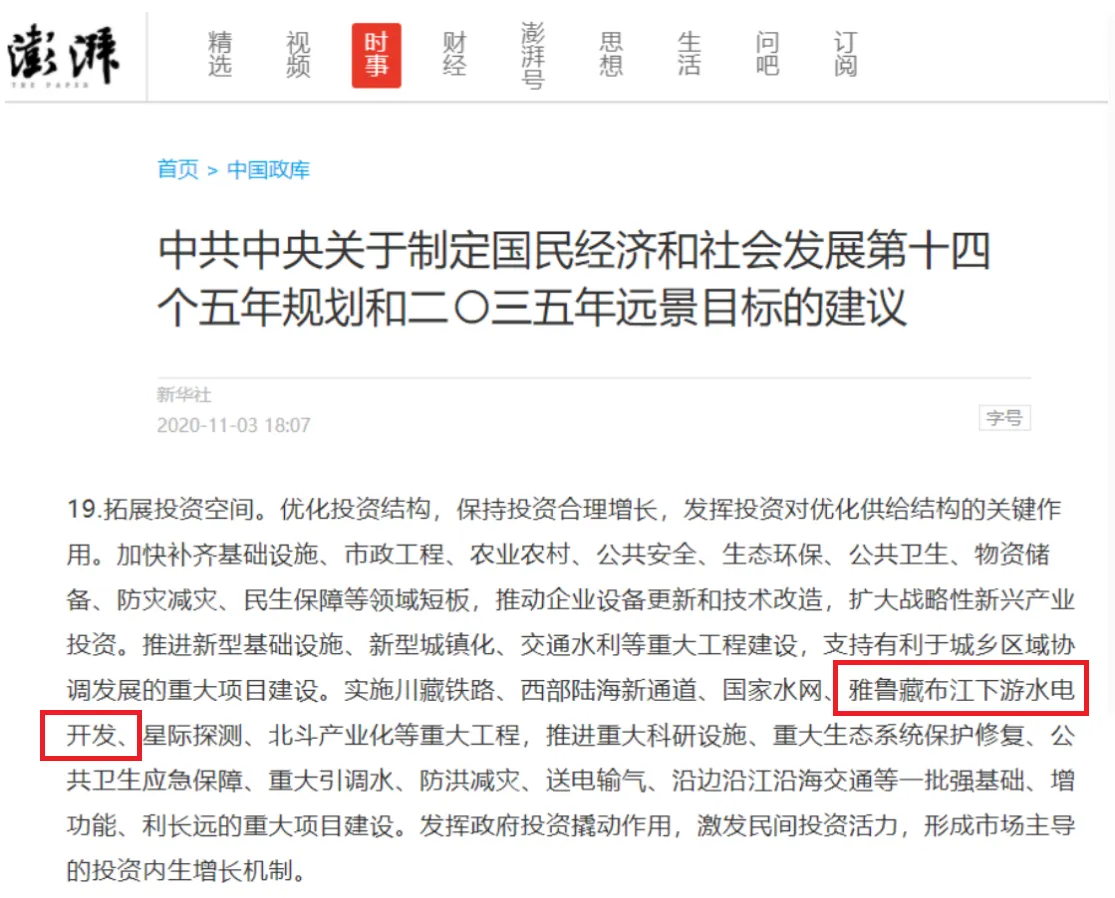 澎湃
THE PAPER
精选 视频 时事 财经 澎湃号 思想 生活 问吧 订阅
首页 > 中国政库
中共中央关于制定国民经济和社会发展第十四
个五年规划和二〇三五年远景目标的建议
新华社
2020-11-03 18:07
字号
19.拓展投资空间。优化投资结构，保持投资合理增长，发挥投资对优化供给结构的关键作
用。加快补齐基础设施、市政工程、农业农村、公共安全、生态环保、公共卫生、物资储
备、防灾减灾、民生保障等领域短板，推动企业设备更新和技术改造，扩大战略性新兴产业
投资。推进新型基础设施、新型城镇化、交通水利等重大工程建设，支持有利于城乡区域协
调发展的重大项目建设。实施川藏铁路、西部陆海新通道、国家水网、雅鲁藏布江下游水电
开发、星际探测、北斗产业化等重大工程，推进重大科研设施、重大生态系统保护修复、公
共卫生应急保障、重大引调水、防洪减灾、送电输气、沿边沿江沿海交通等一批强基础、增
功能、利长远的重大项目建设。发挥政府投资撬动作用，激发民间投资活力，形成市场主导
的投资内生增长机制。